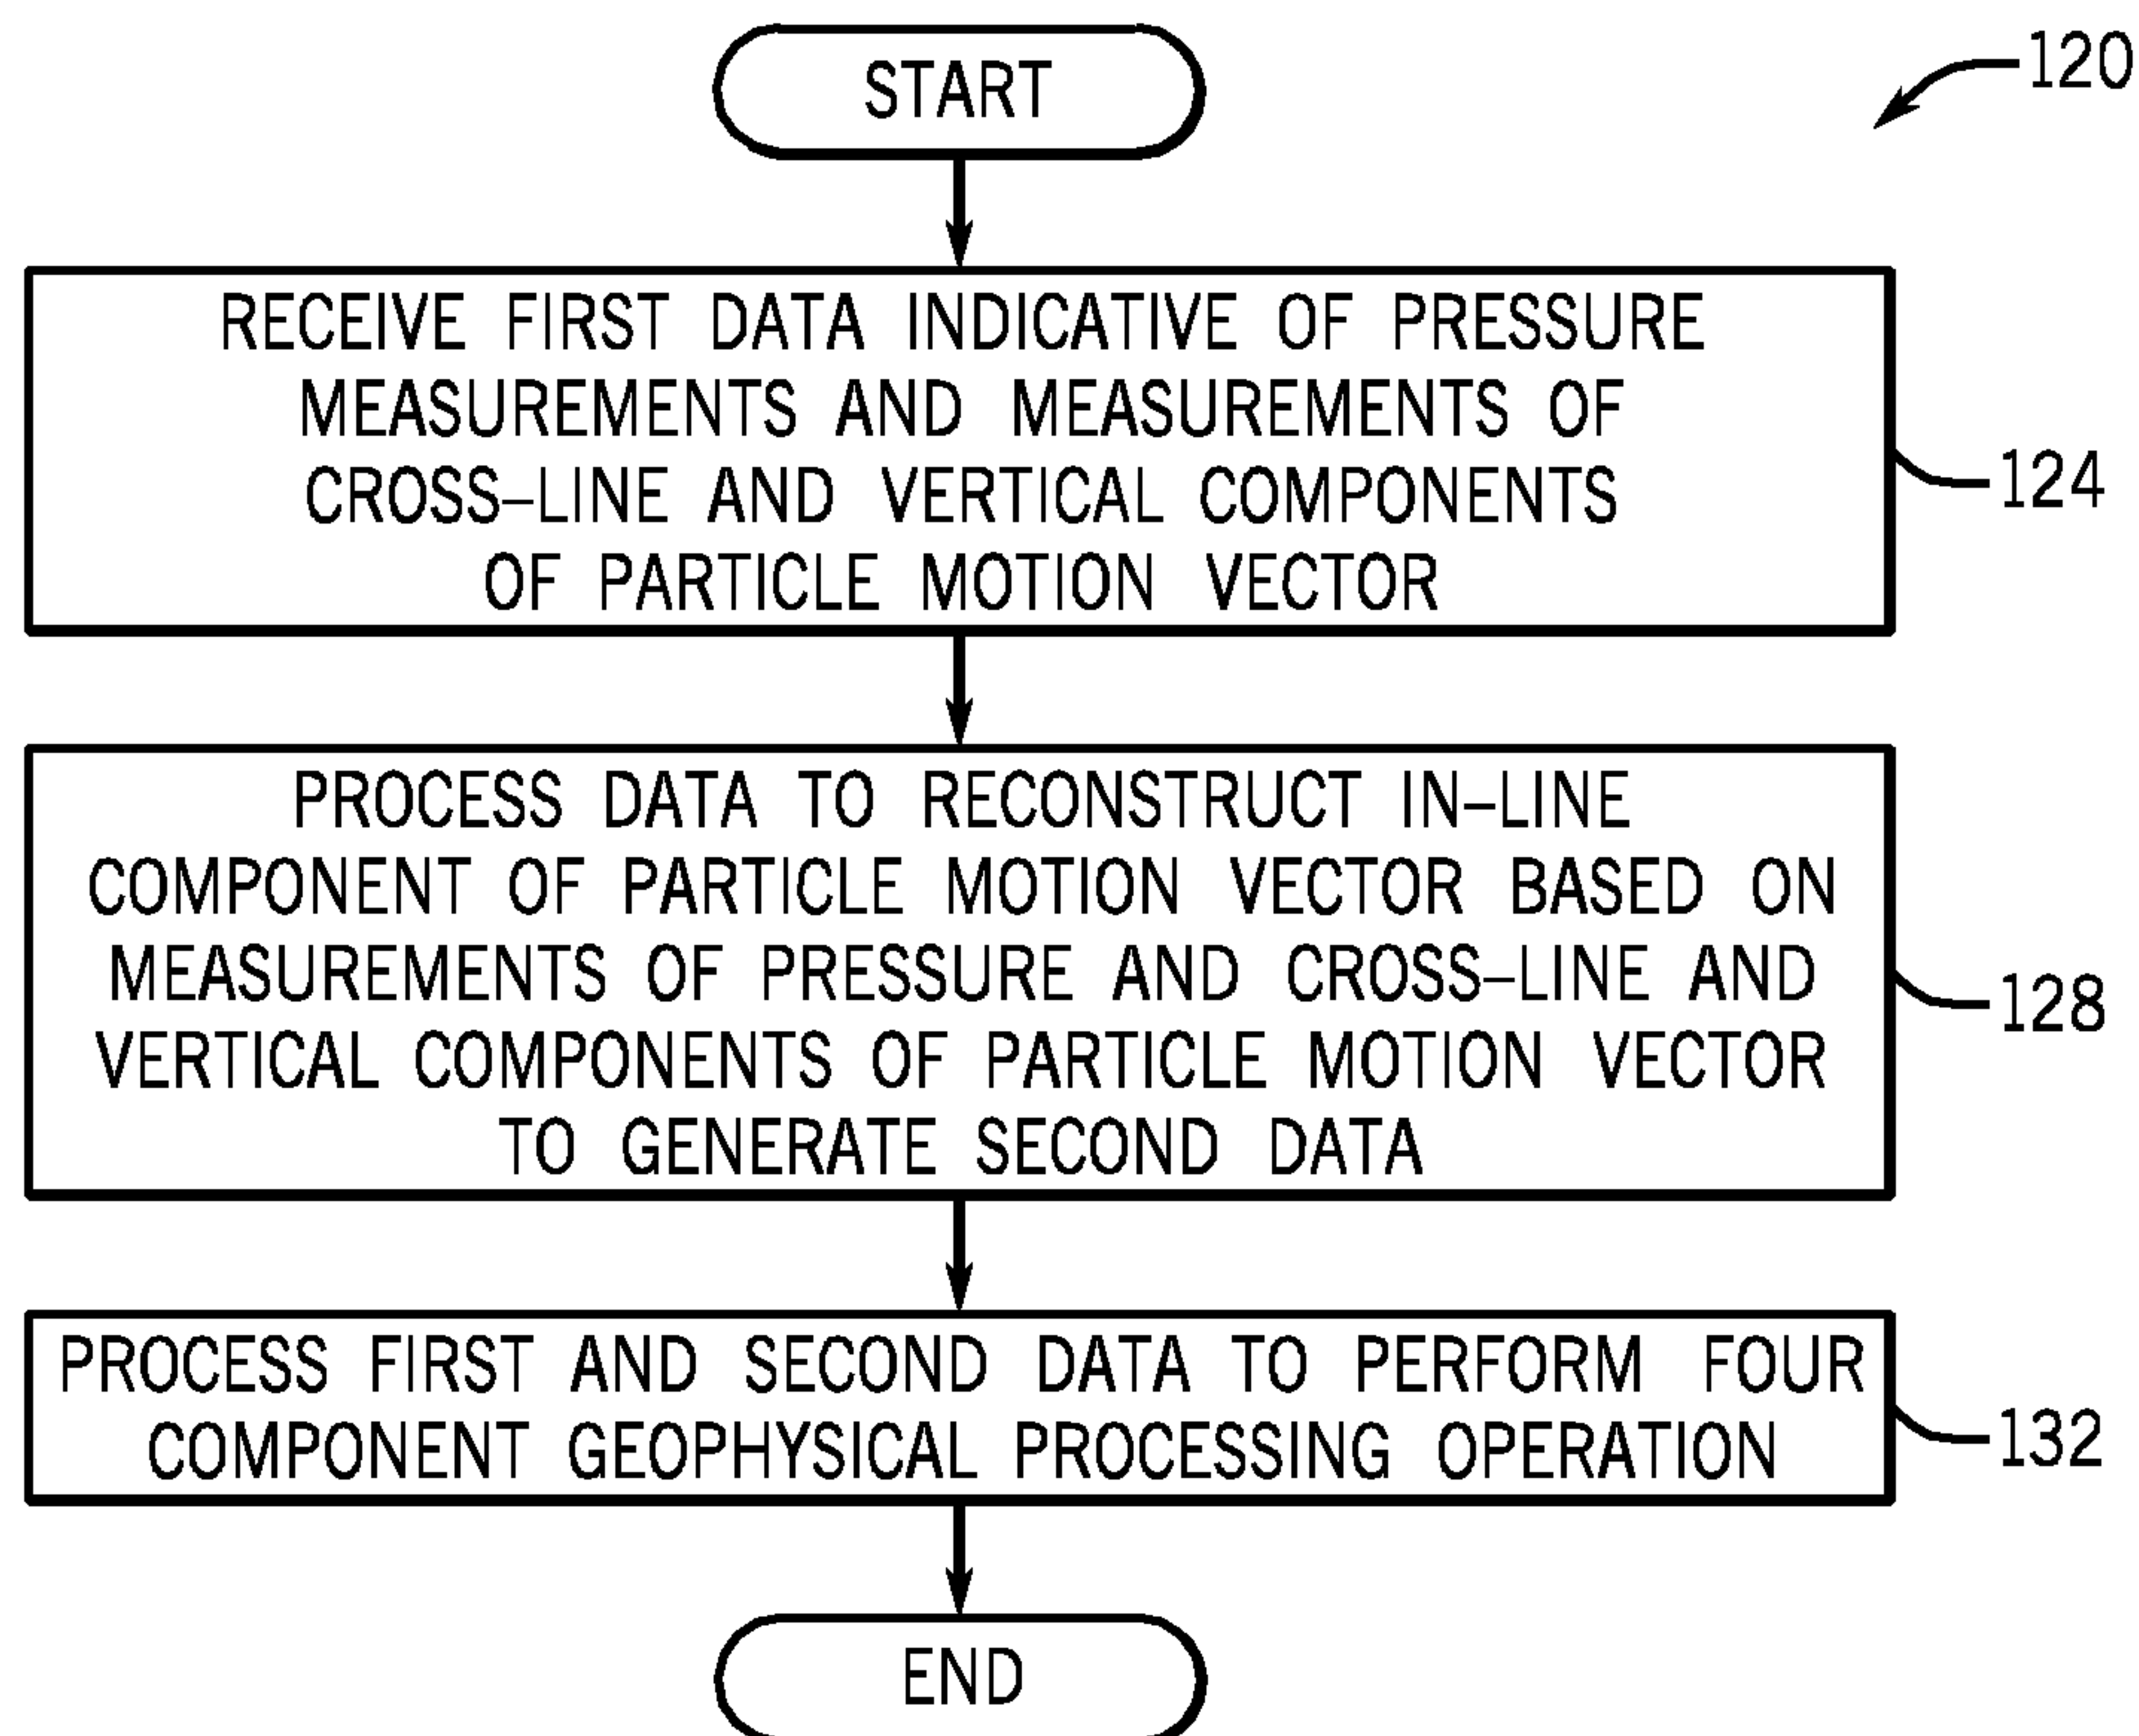 START
120
RECEIVE FIRST DATA INDICATIVE OF PRESSURE
MEASUREMENTS AND MEASUREMENTS OF
CROSS–LINE AND VERTICAL COMPONENTS
OF PARTICLE MOTION VECTOR
124
PROCESS DATA TO RECONSTRUCT IN–LINE
COMPONENT OF PARTICLE MOTION VECTOR BASED ON
MEASUREMENTS OF PRESSURE AND CROSS–LINE AND
VERTICAL COMPONENTS OF PARTICLE MOTION VECTOR
TO GENERATE SECOND DATA
128
PROCESS FIRST AND SECOND DATA TO PERFORM FOUR
COMPONENT GEOPHYSICAL PROCESSING OPERATION
132
END